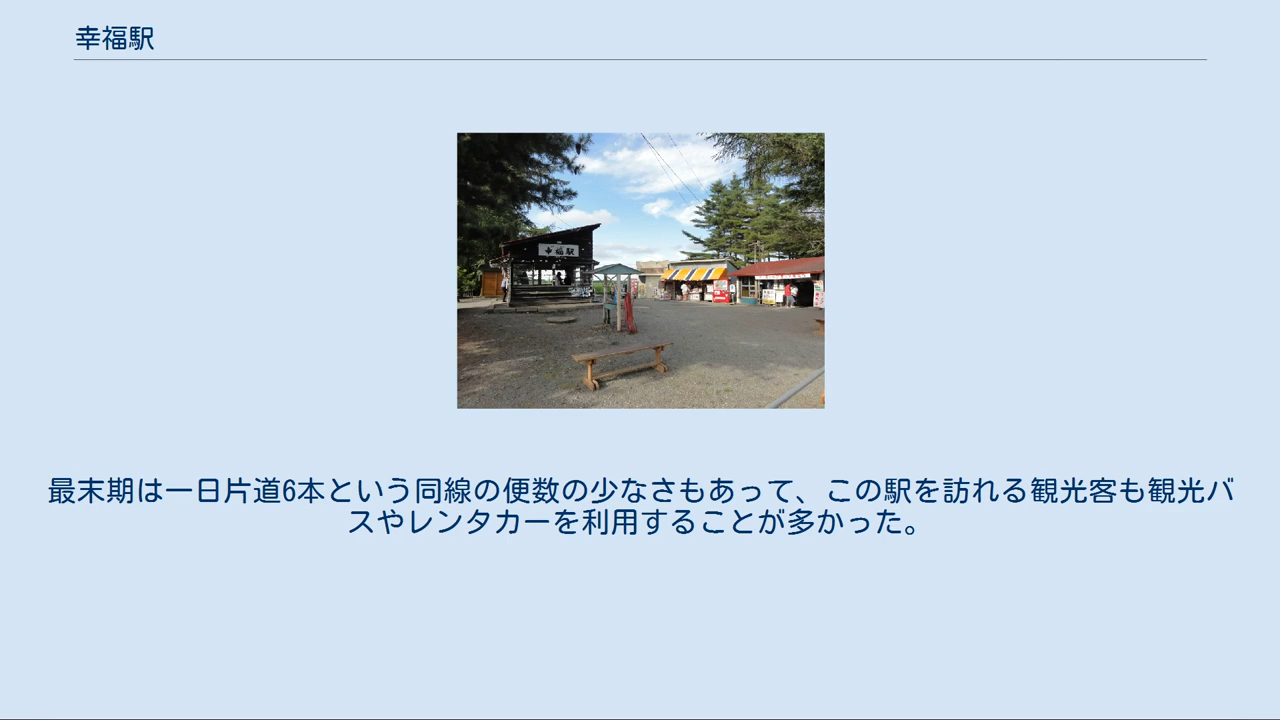 幸福駅
幸福駅
最末期は一日片道6本という同線の便数の少なさもあって、この駅を訪れる観光客も観光バ
スやレンタカーを利用することが多かった。